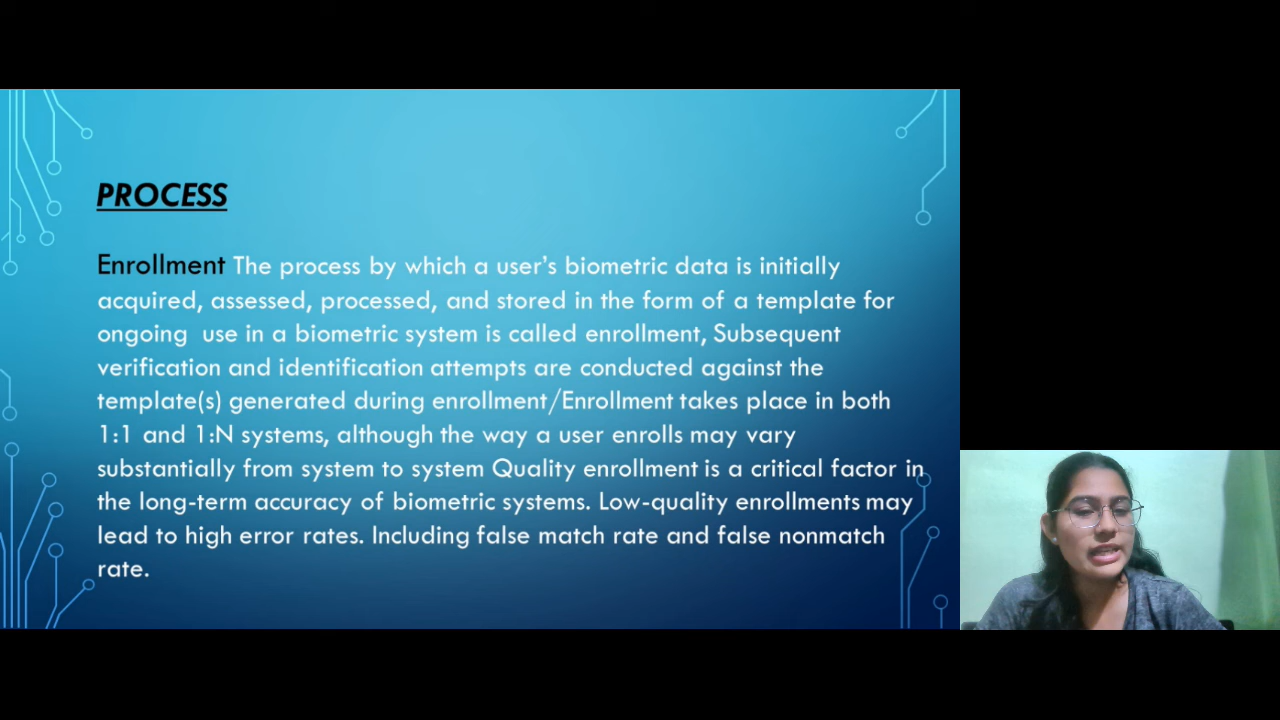 PROCESS
Enrollment The process by which a user’s biometric data is initially
acquired, assessed, processed, and stored in the form of a template for
ongoing  use in a biometric system is called enrollment, Subsequent
verification and identification attempts are conducted against the
template(s) generated during enrollment/Enrollment takes place in both
1:1 and 1:N systems, although the way a user enrolls may vary
substantially from system to system Quality enrollment is a critical factor in
the long-term accuracy of biometric systems. Low-quality enrollments may
lead to high error rates. Including false match rate and false nonmatch
rate.